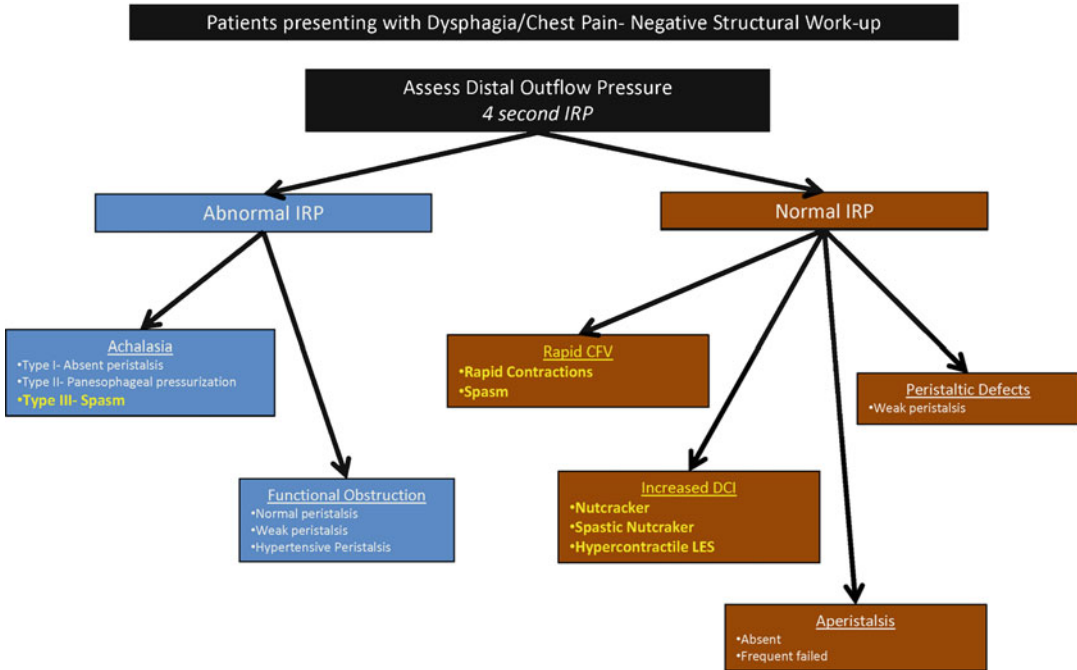 Patients presenting with Dysphagia/Chest Pain- Negative Structural Work-up
Assess Distal Outflow Pressure
4 second IRP
Abnormal IRP
Normal IRP
Achalasia
•Type I- Absent peristalsis
•Type II- Panesophageal pressurization
•Type III- Spasm
Functional Obstruction
•Normal peristalsis
•Weak peristalsis
•Hypertensive Peristalsis
Rapid CFV
•Rapid Contractions
•Spasm
Increased DCI
•Nutcracker
•Spastic Nutcraker
•Hypercontractile LES
Aperistalsis
•Absent
•Frequent failed
Peristaltic Defects
•Weak peristalsis